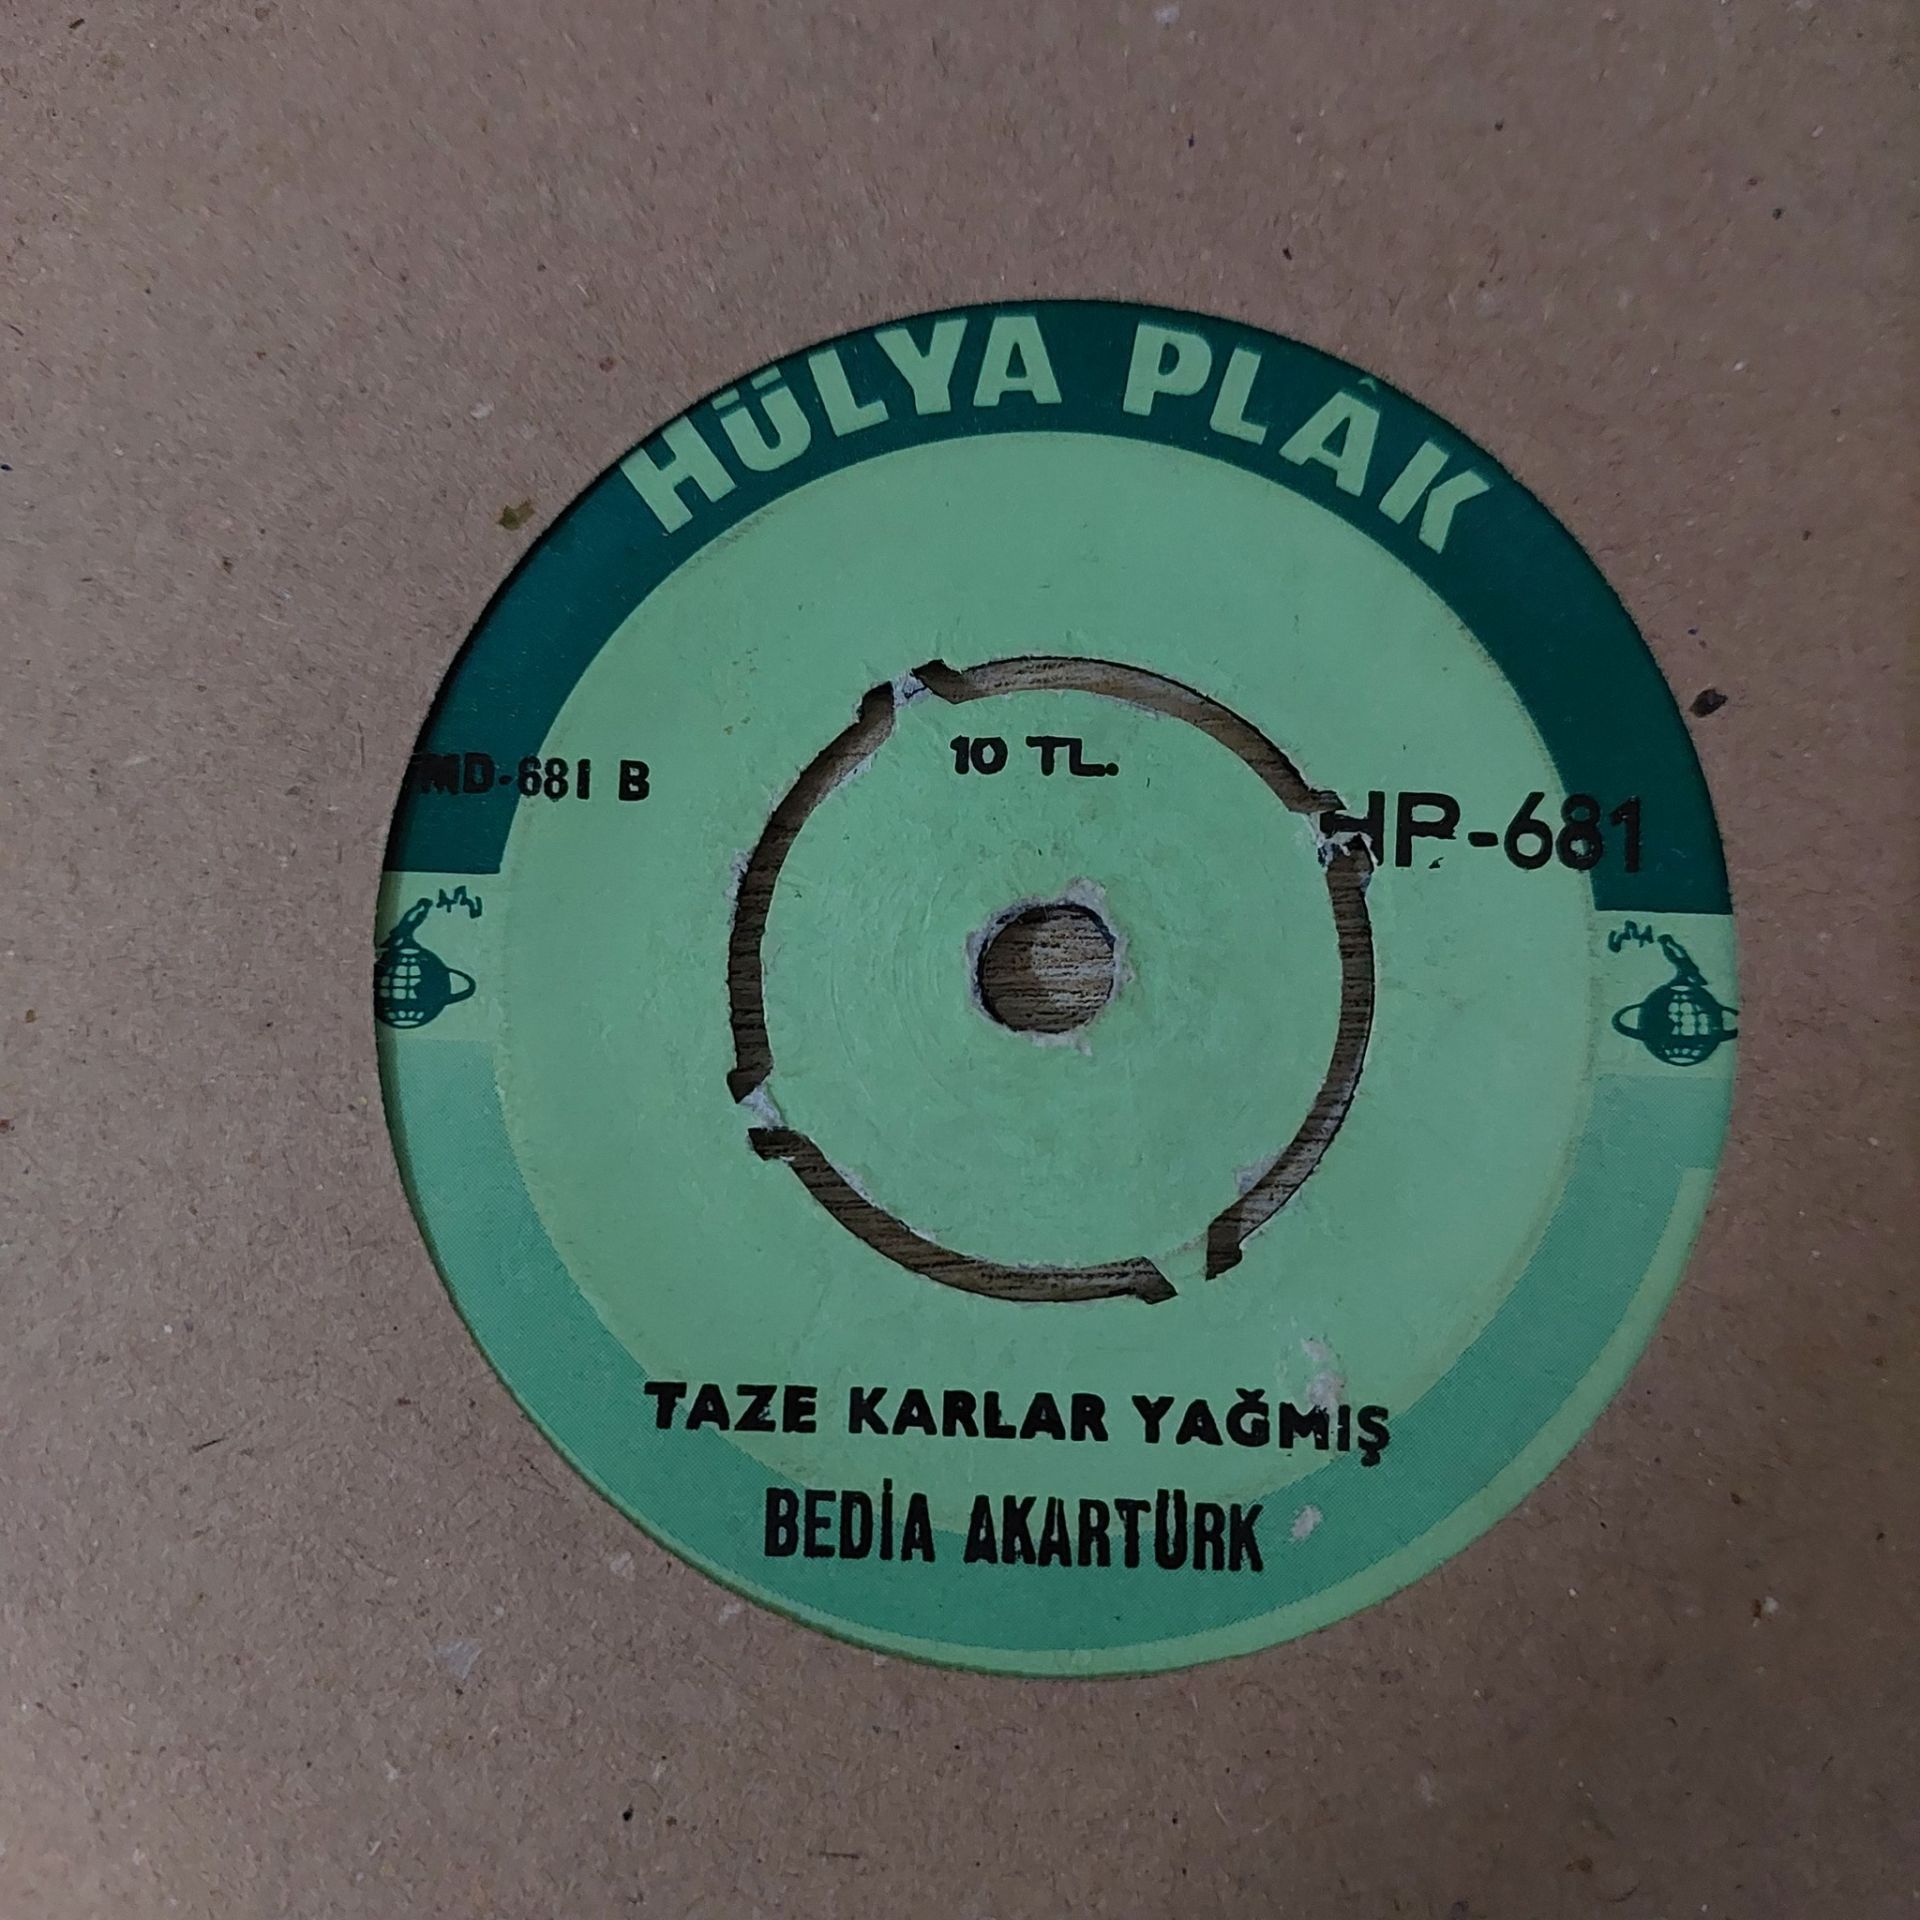 HÜLYA PLÂK
10 TL.
MD-681 B
HP-681
TAZE KARLAR YAĞMIŞ
BEDİA AKARTÜRK